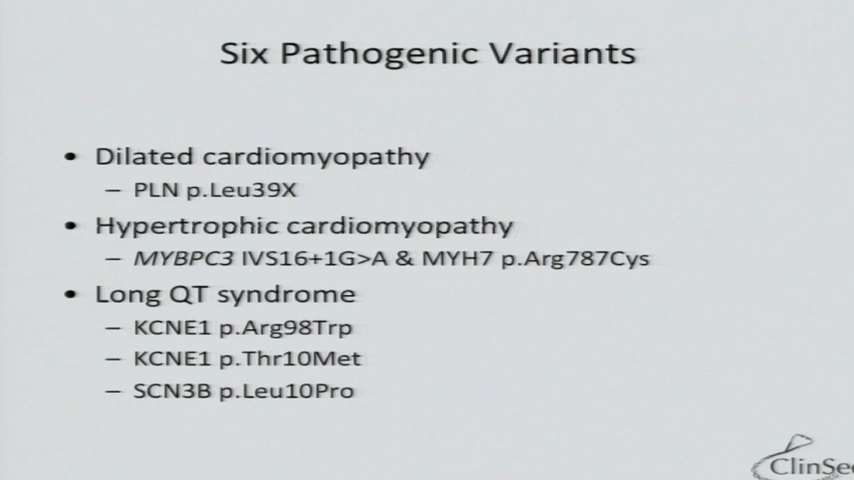 Six Pathogenic Variants
• Dilated cardiomyopathy
– PLN p.Leu39X
• Hypertrophic cardiomyopathy
– MYBPC3 IVS16+1G>A & MYH7 p.Arg787Cys
• Long QT syndrome
– KCNE1 p.Arg98Trp
– KCNE1 p.Thr10Met
– SCN3B p.Leu10Pro
ClinSe